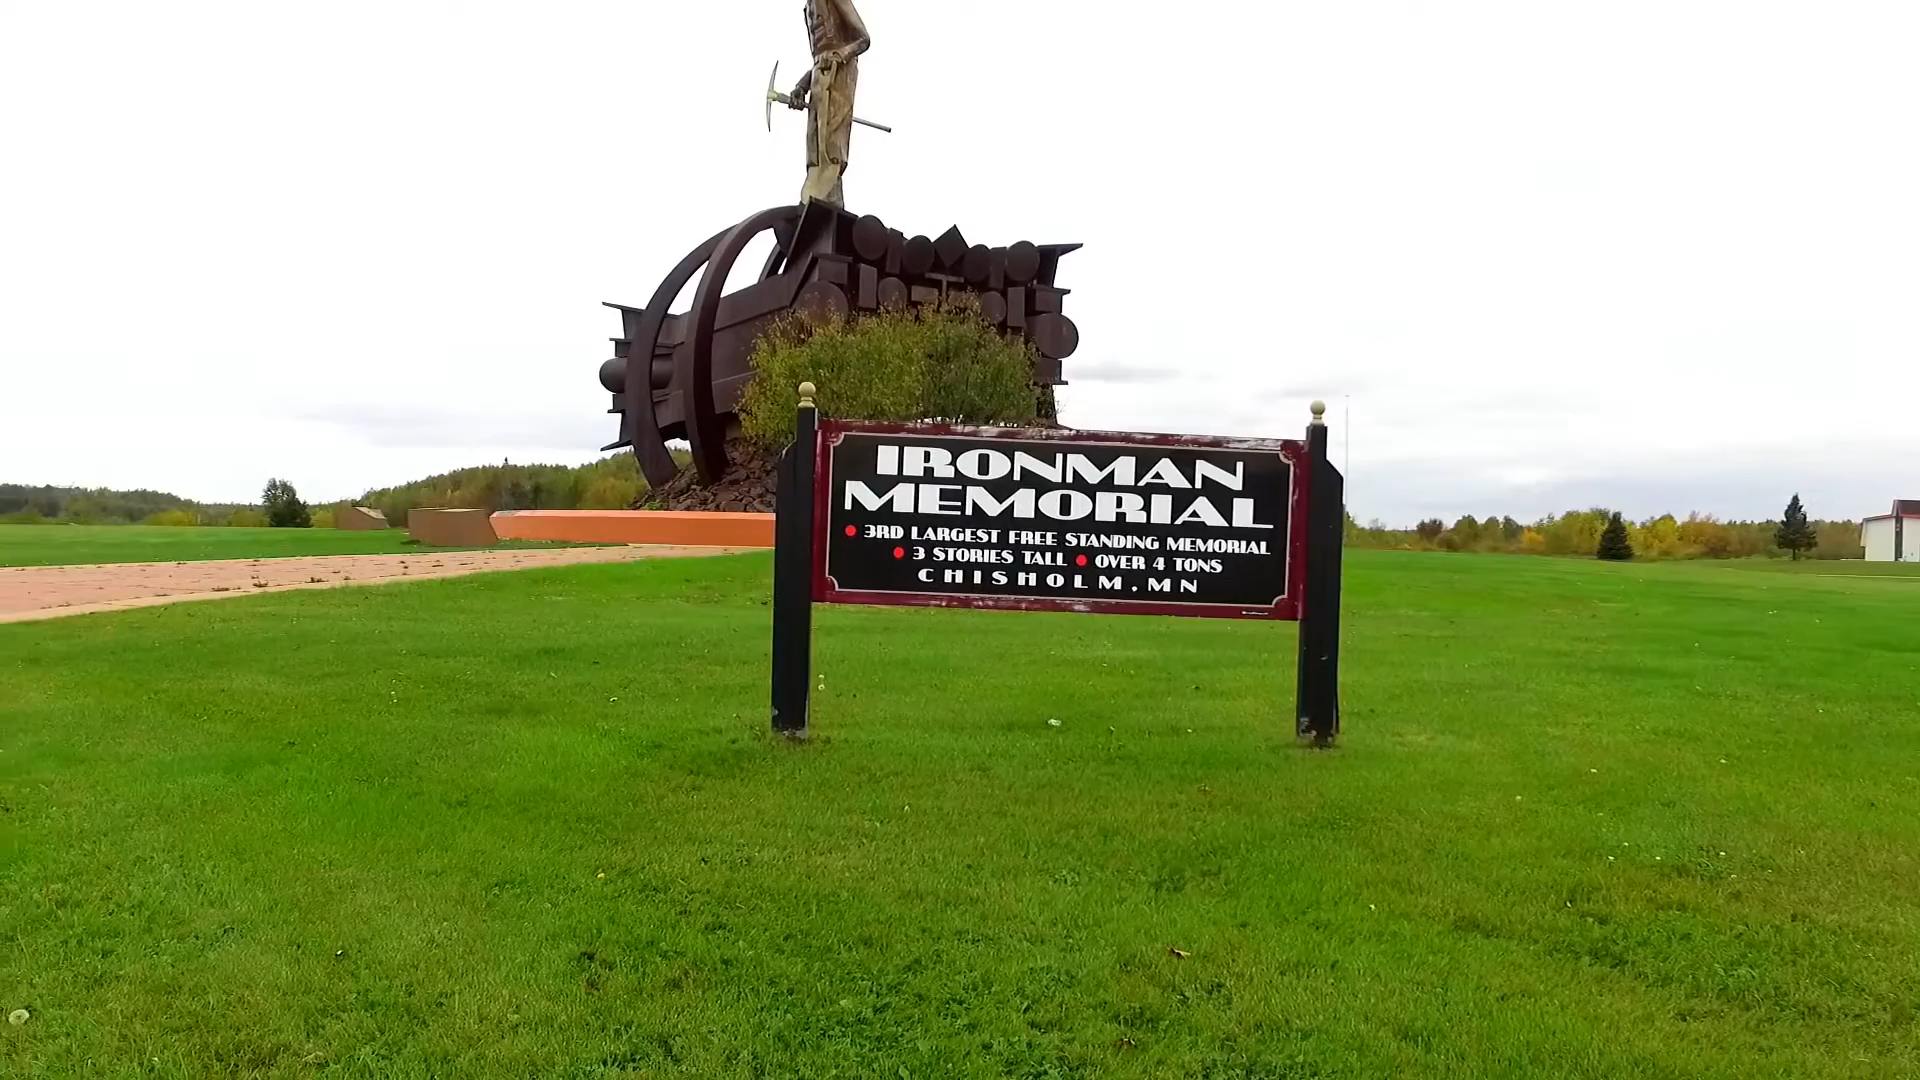 IRONMAN
MEMORIAL
• 3RD LARGEST FREE STANDING MEMORIAL
• 3 STORIES TALL • OVER 4 TONS
CHISHOLM, MN